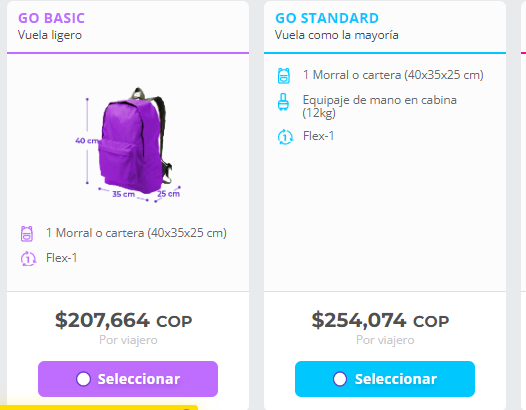 GO BASIC
Vuela ligero
40 cm
35 cm
25 cm
1 Morral o cartera (40x35x25 cm)
1
Flex-1
$207,664 COP
Por viajero
Seleccionar
GO STANDARD
Vuela como la mayoría
1 Morral o cartera (40x35x25 cm)
Equipaje de mano en cabina
(12kg)
1
Flex-1
$254,074 COP
Por viajero
Seleccionar